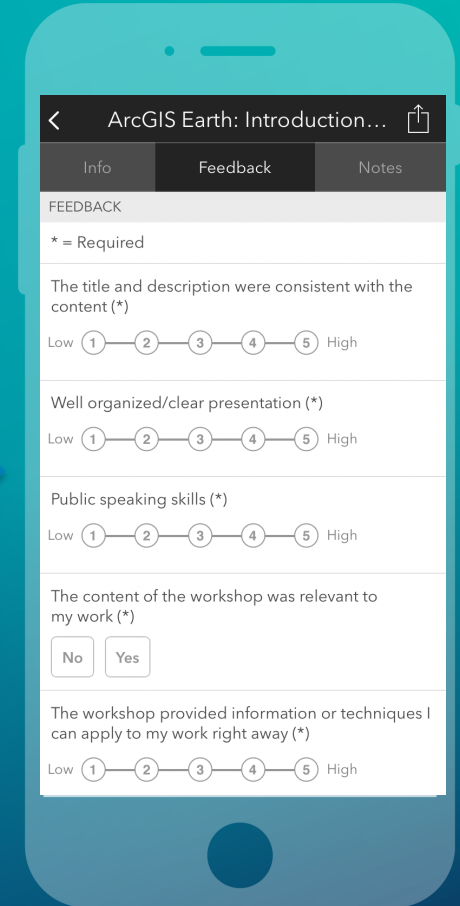 ArcGIS Earth: Introduction...
Info Feedback Notes
FEEDBACK
* = Required
The title and description were consistent with the
content (*)
Low 1 2 3 4 5 High
Well organized/clear presentation (*)
Low 1 2 3 4 5 High
Public speaking skills (*)
Low 1 2 3 4 5 High
The content of the workshop was relevant to
my work (*)
No Yes
The workshop provided information or techniques I
can apply to my work right away (*)
Low 1 2 3 4 5 High